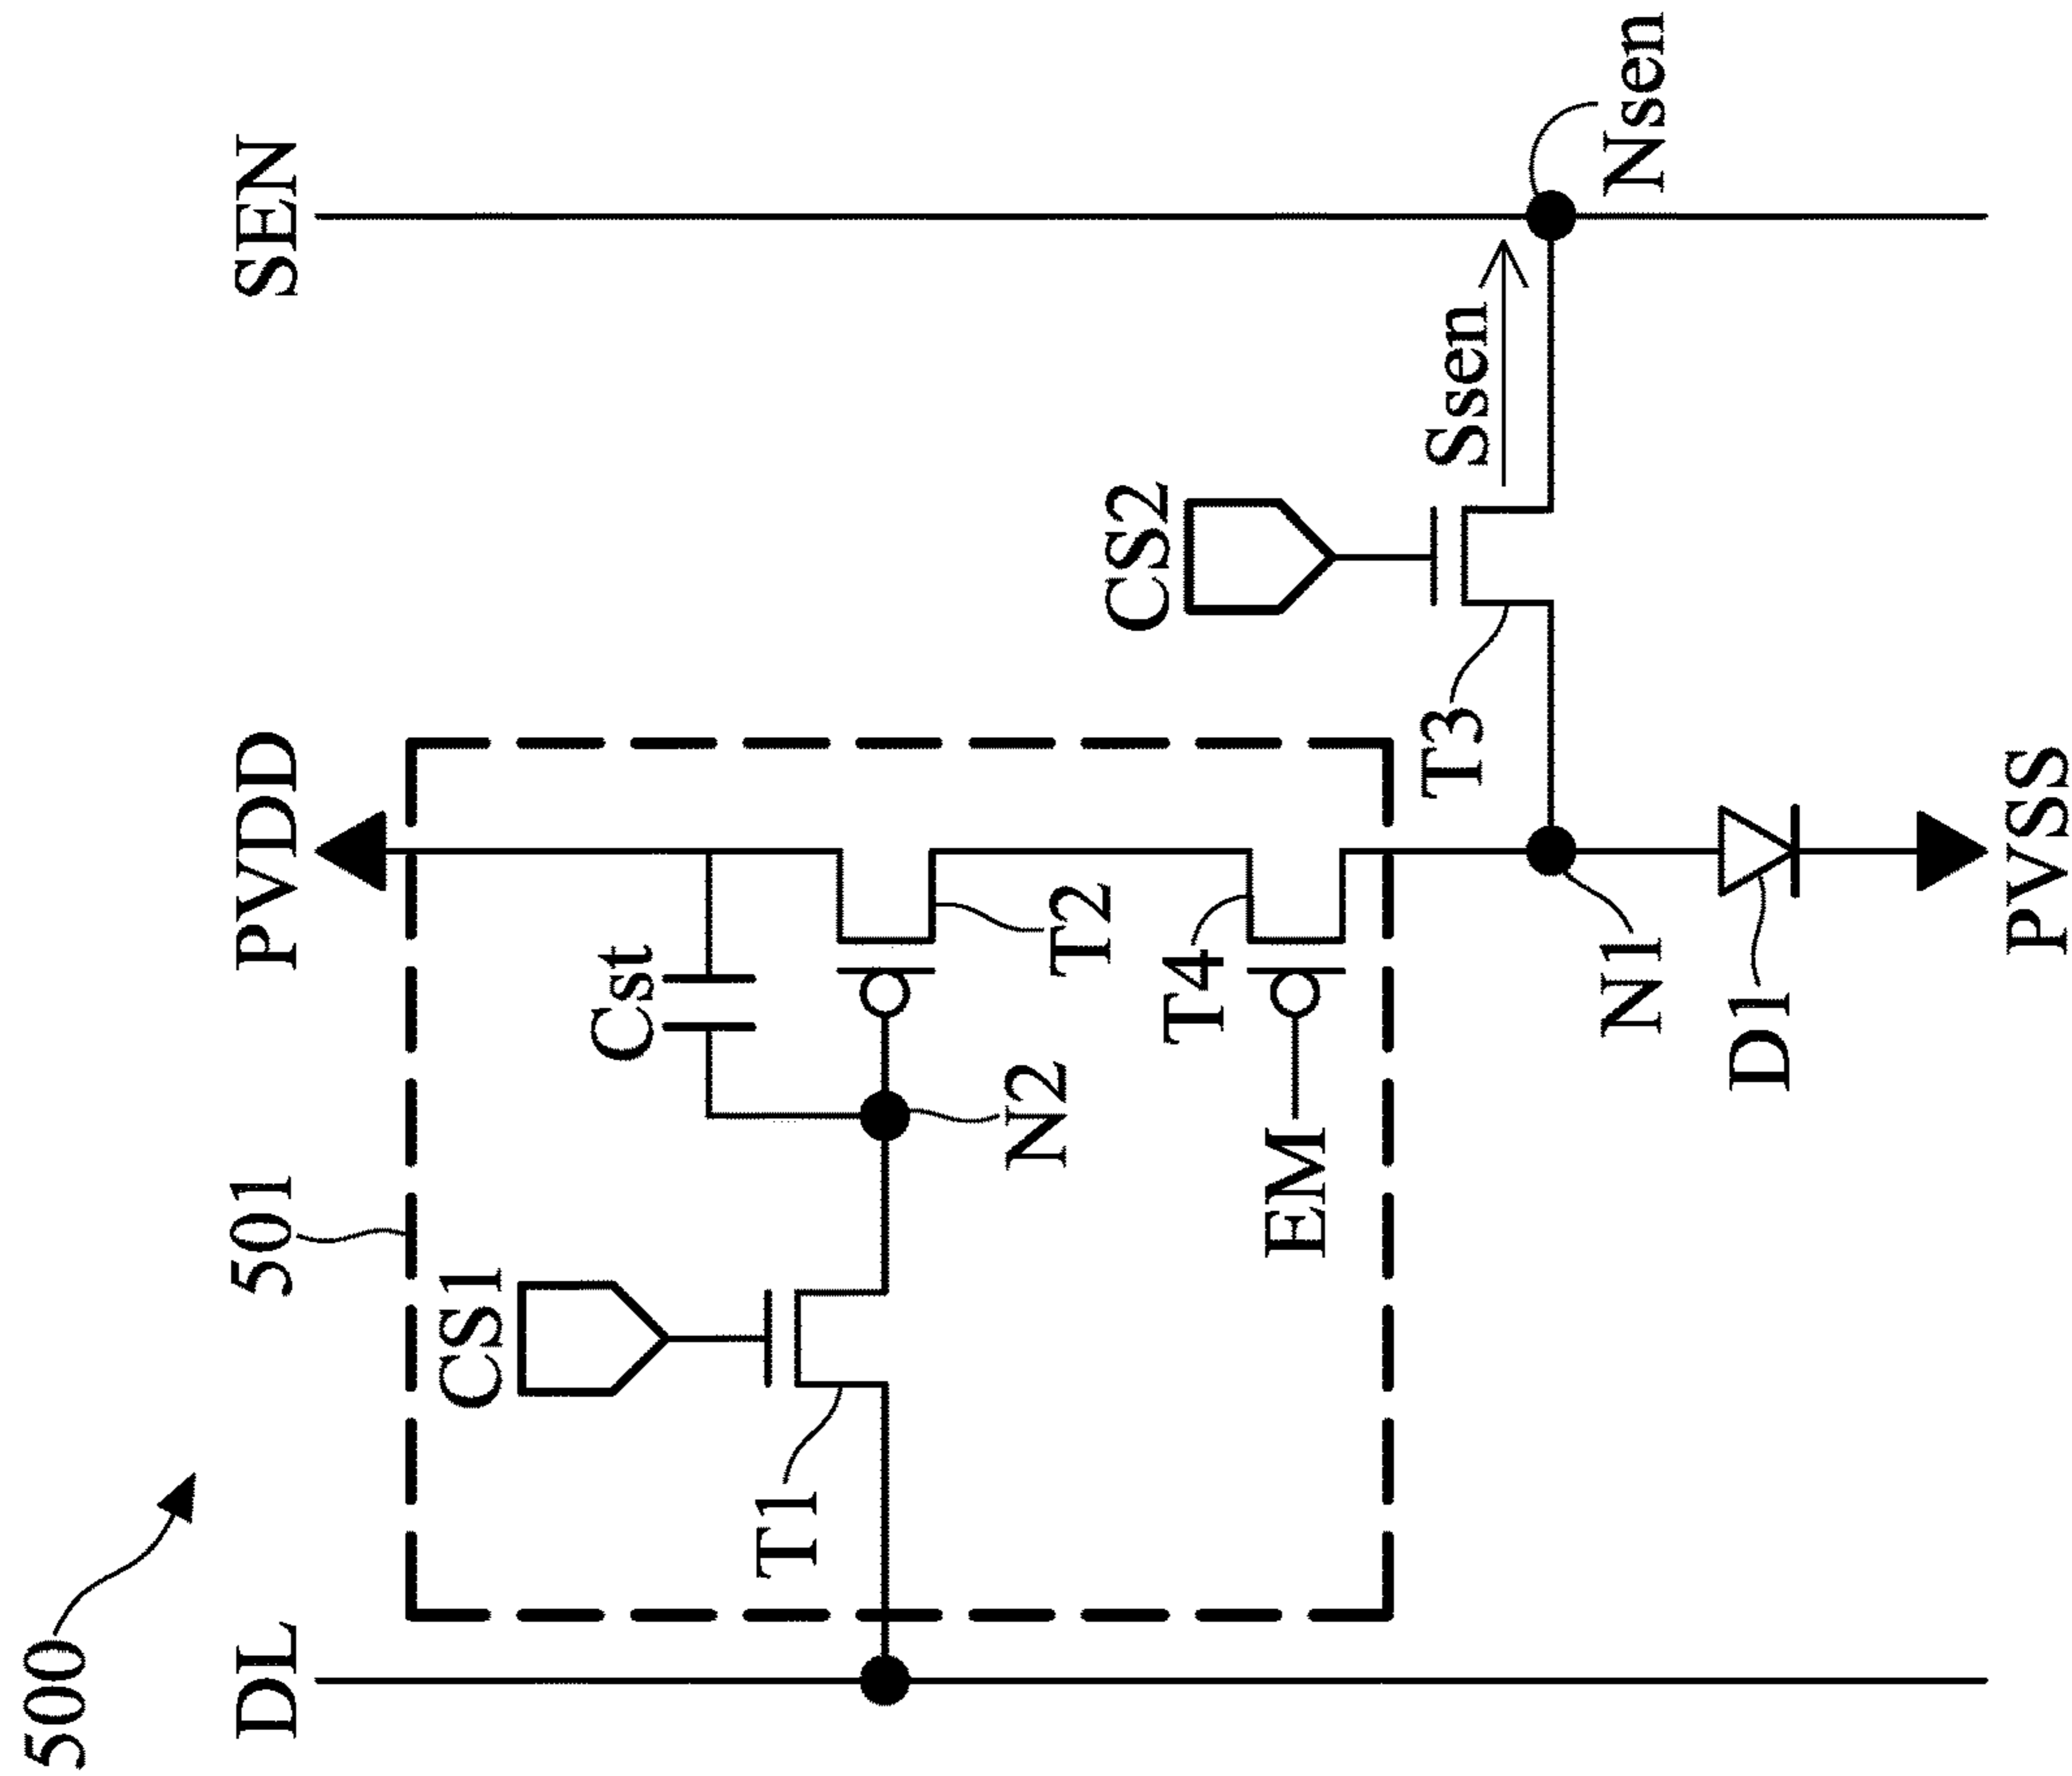 500
DL
501
PVDD
SEN
CS1
Cst
T1
N2
T2
CS2
T4
EM
T3
Ssen
N1
Nsen
D1
PVSS